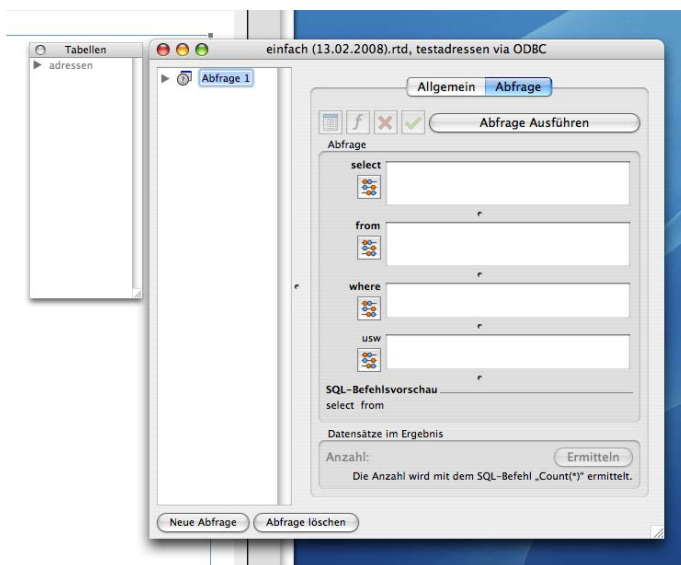 Tabellen
adressen
einfach (13.02.2008).rtd, testadressen via ODBC
Abfrage 1
Allgemein Abfrage
Abfrage Ausführen
Abfrage
select
from
where
usw
SQL-Befehlsvorschau
select from
Datensätze im Ergebnis
Anzahl: Ermitteln
Die Anzahl wird mit dem SQL-Befehl „Count(*)“ ermittelt.
Neue Abfrage Abfrage löschen